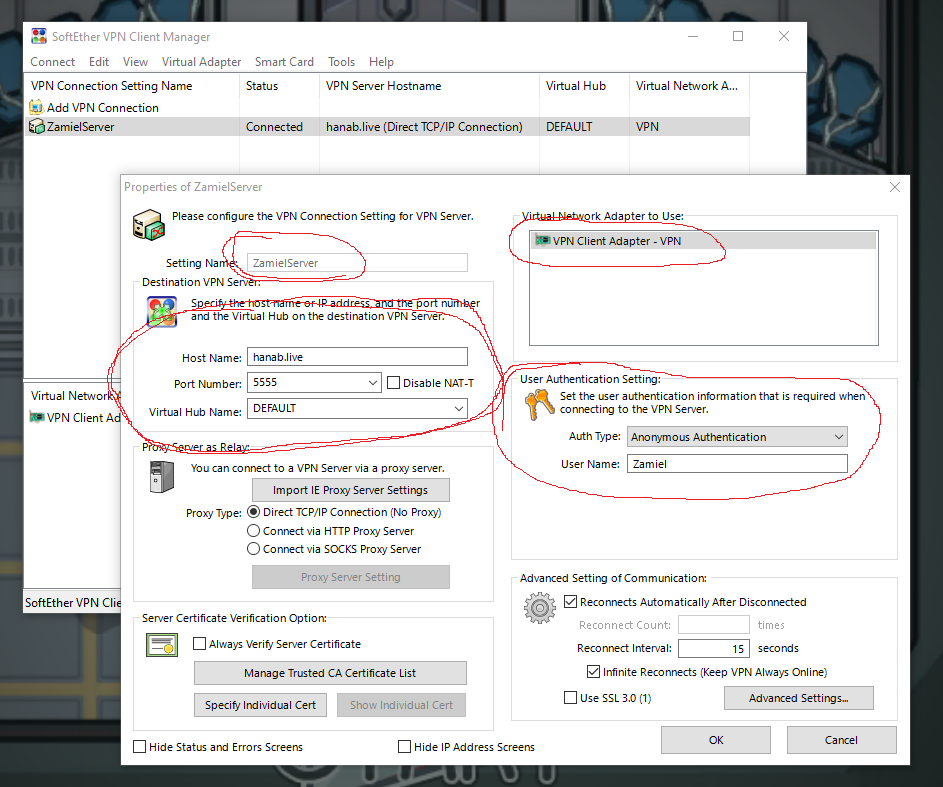 SoftEther VPN Client Manager
Connect Edit View Virtual Adapter Smart Card Tools Help
VPN Connection Setting Name Status VPN Server Hostname Virtual Hub Virtual Network A...
Add VPN Connection
ZamielServer Connected hanab.live (Direct TCP/IP Connection) DEFAULT VPN
Virtual Network
VPN Client Ad
SoftEther VPN Clie
Properties of ZamielServer
Please configure the VPN Connection Setting for VPN Server.
Setting Name: ZamielServer
Destination VPN Server:
Specify the host name or IP address, and the port number
and the Virtual Hub on the destination VPN Server.
Host Name: hanab.live
Port Number: 5555 Disable NAT-T
Virtual Hub Name: DEFAULT
Proxy Server as Relay:
You can connect to a VPN Server via a proxy server.
Import IE Proxy Server Settings
Proxy Type: Direct TCP/IP Connection (No Proxy)
Connect via HTTP Proxy Server
Connect via SOCKS Proxy Server
Proxy Server Setting
Server Certificate Verification Option:
Always Verify Server Certificate
Manage Trusted CA Certificate List
Specify Individual Cert Show Individual Cert
Hide Status and Errors Screens Hide IP Address Screens
Virtual Network Adapter to Use:
VPN Client Adapter - VPN
User Authentication Setting:
Set the user authentication information that is required when
connecting to the VPN Server.
Auth Type: Anonymous Authentication
User Name: Zamiel
Advanced Setting of Communication:
Reconnects Automatically After Disconnected
Reconnect Count: times
Reconnect Interval: 15 seconds
Infinite Reconnects (Keep VPN Always Online)
Use SSL 3.0 (1) Advanced Settings...
OK Cancel